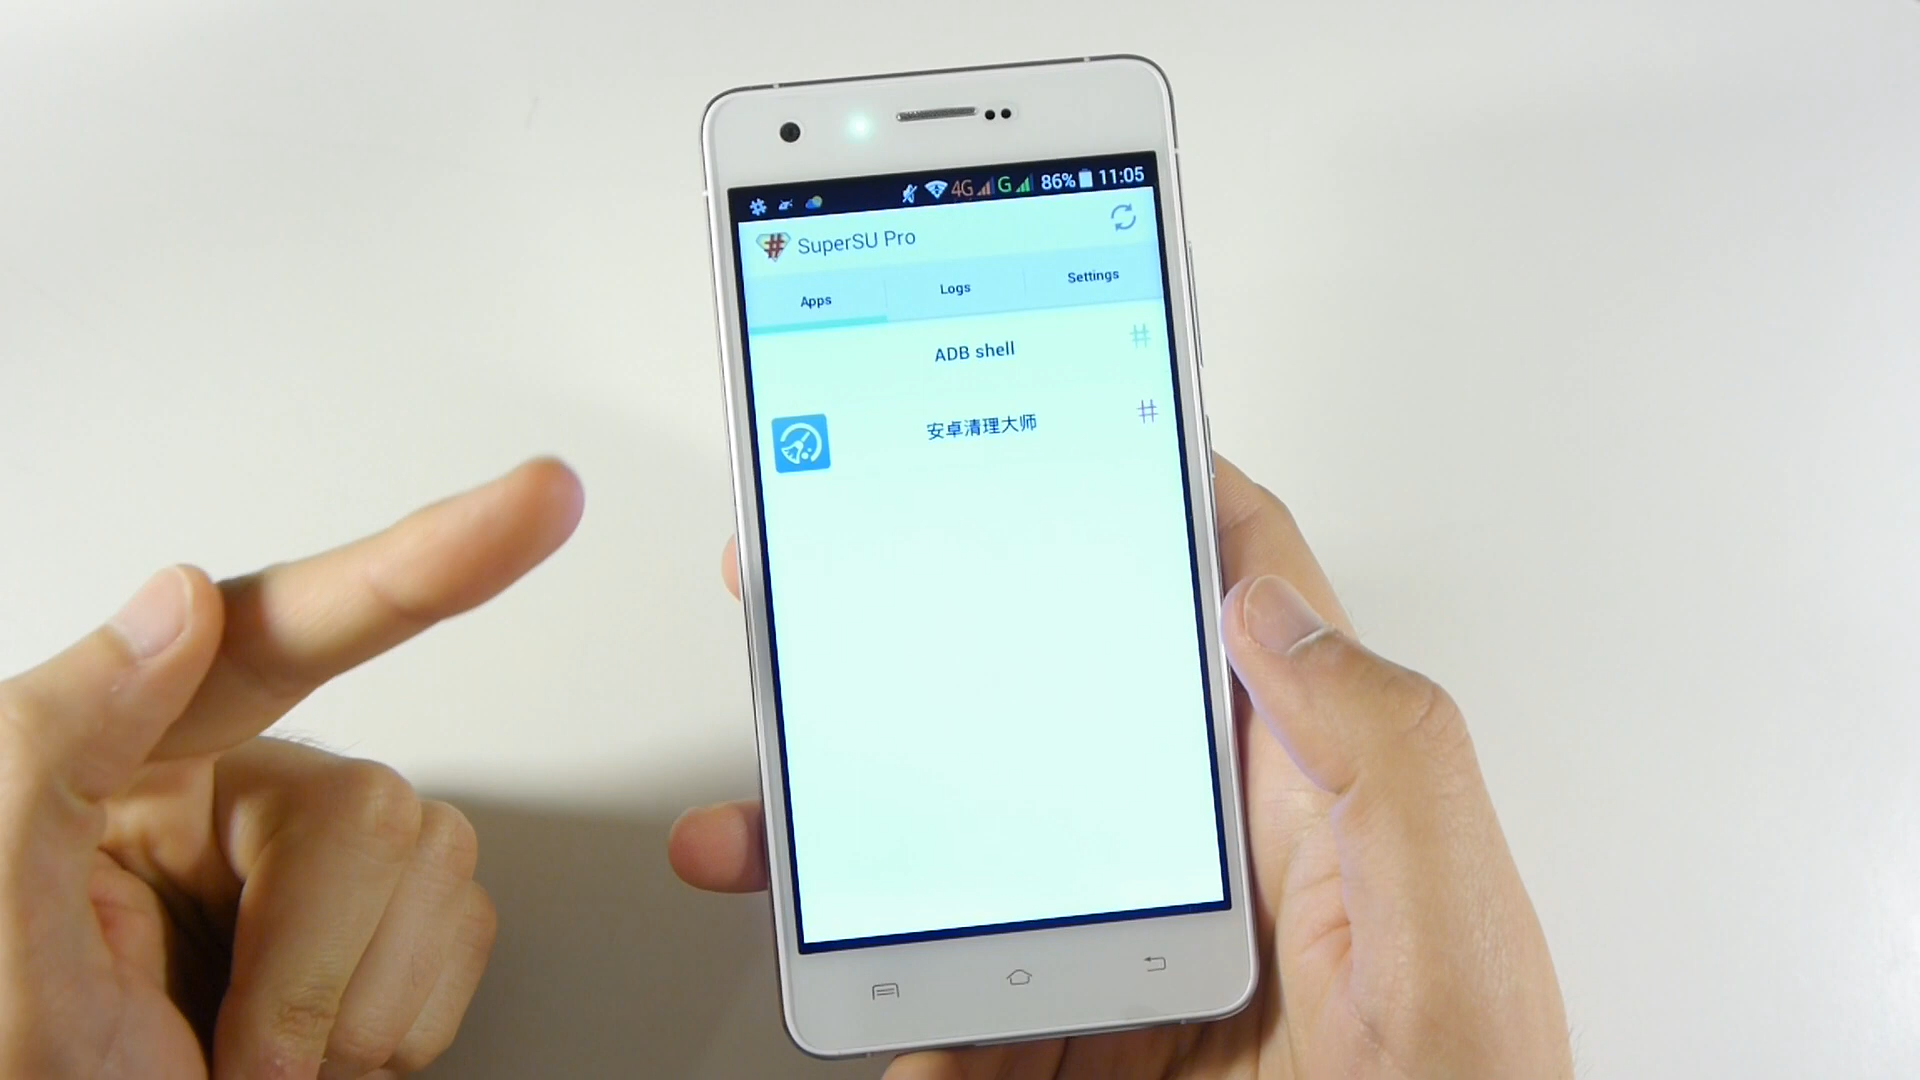 4G G 86% 11:05
SuperSU Pro
Apps Logs Settings
ADB shell #
安卓清理大师 #